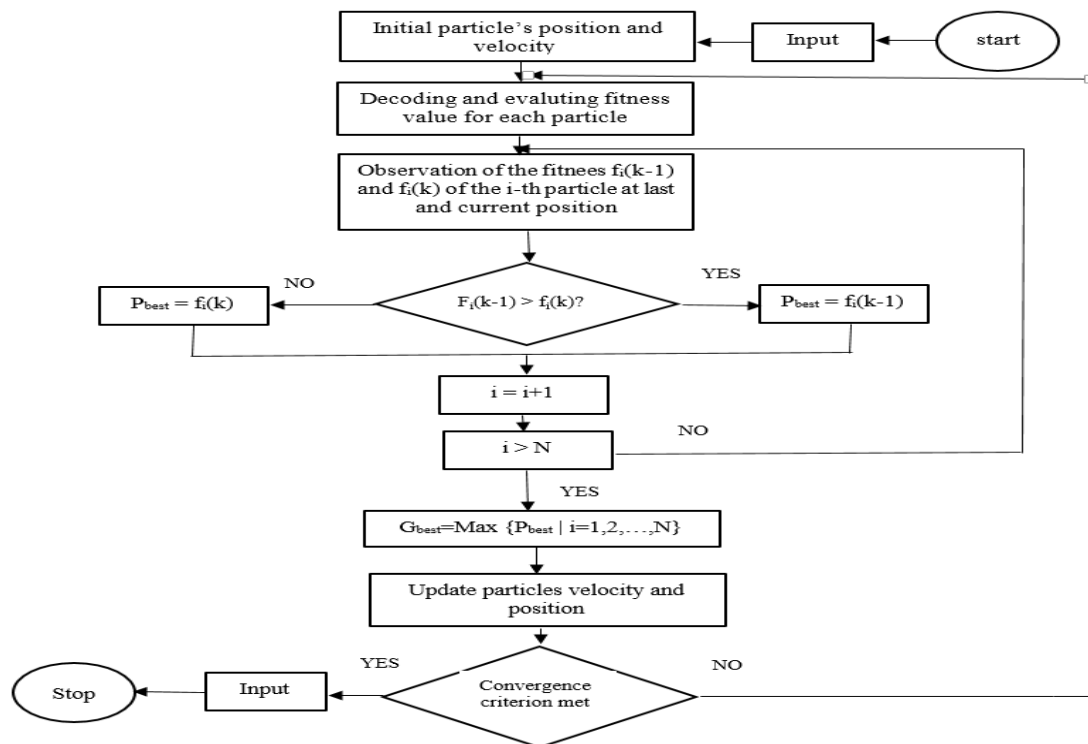 start
Input
Initial particle's position and
velocity
Decoding and evaluting fitness
value for each particle
Observation of the fitnees fᵢ(k-1)
and fᵢ(k) of the i-th particle at last
and current position
Fᵢ(k-1) > fᵢ(k)?
NO
YES
Pbest = fᵢ(k)
Pbest = fᵢ(k-1)
i = i+1
i > N
NO
YES
Gbest=Max {Pbest | i=1,2,…,N}
Update particles velocity and
position
Convergence
criterion met
YES
NO
Input
Stop